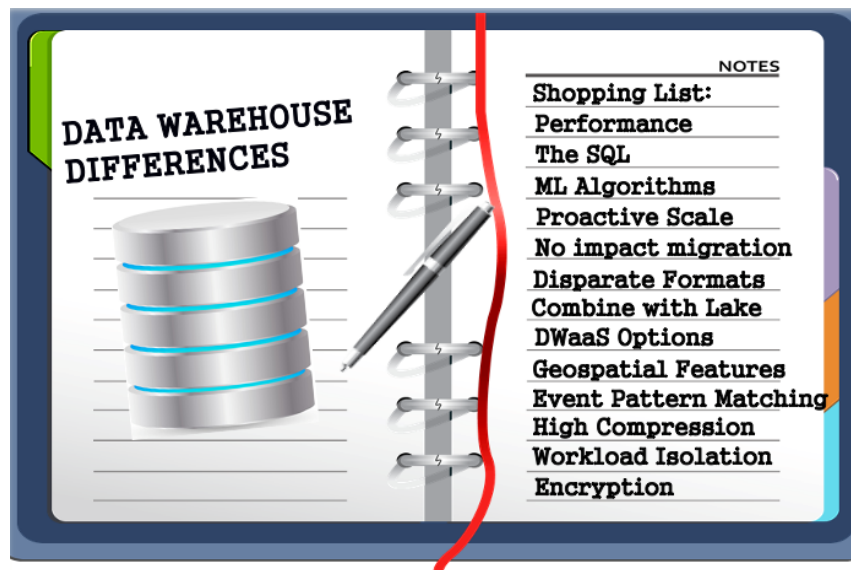 DATA WAREHOUSE
DIFFERENCES
NOTES
Shopping List:
Performance
The SQL
ML Algorithms
Proactive Scale
No impact migration
Disparate Formats
Combine with Lake
DWaaS Options
Geospatial Features
Event Pattern Matching
High Compression
Workload Isolation
Encryption